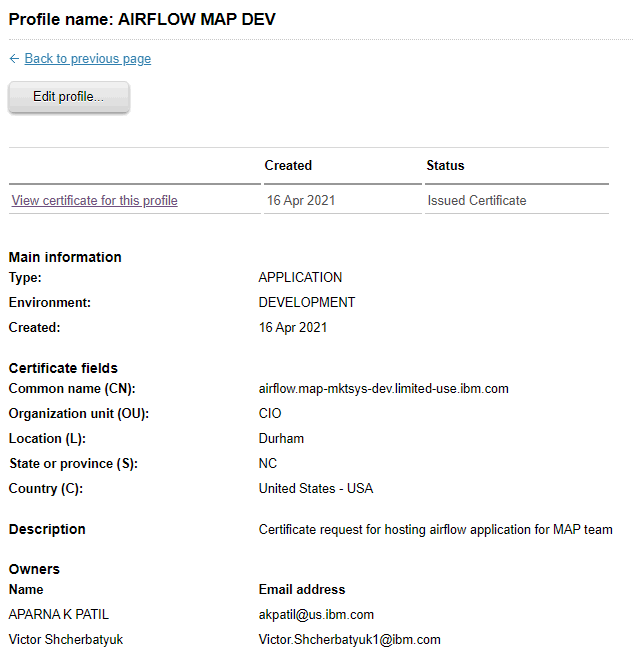 Profile name: AIRFLOW MAP DEV
← Back to previous page
Edit profile...
Created Status
View certificate for this profile 16 Apr 2021 Issued Certificate
Main information
Type: APPLICATION
Environment: DEVELOPMENT
Created: 16 Apr 2021
Certificate fields
Common name (CN): airflow.map-mktsys-dev.limited-use.ibm.com
Organization unit (OU): CIO
Location (L): Durham
State or province (S): NC
Country (C): United States - USA
Description Certificate request for hosting airflow application for MAP team
Owners
Name Email address
APARNA K PATIL akpatil@us.ibm.com
Victor Shcherbatyuk Victor.Shcherbatyuk1@ibm.com